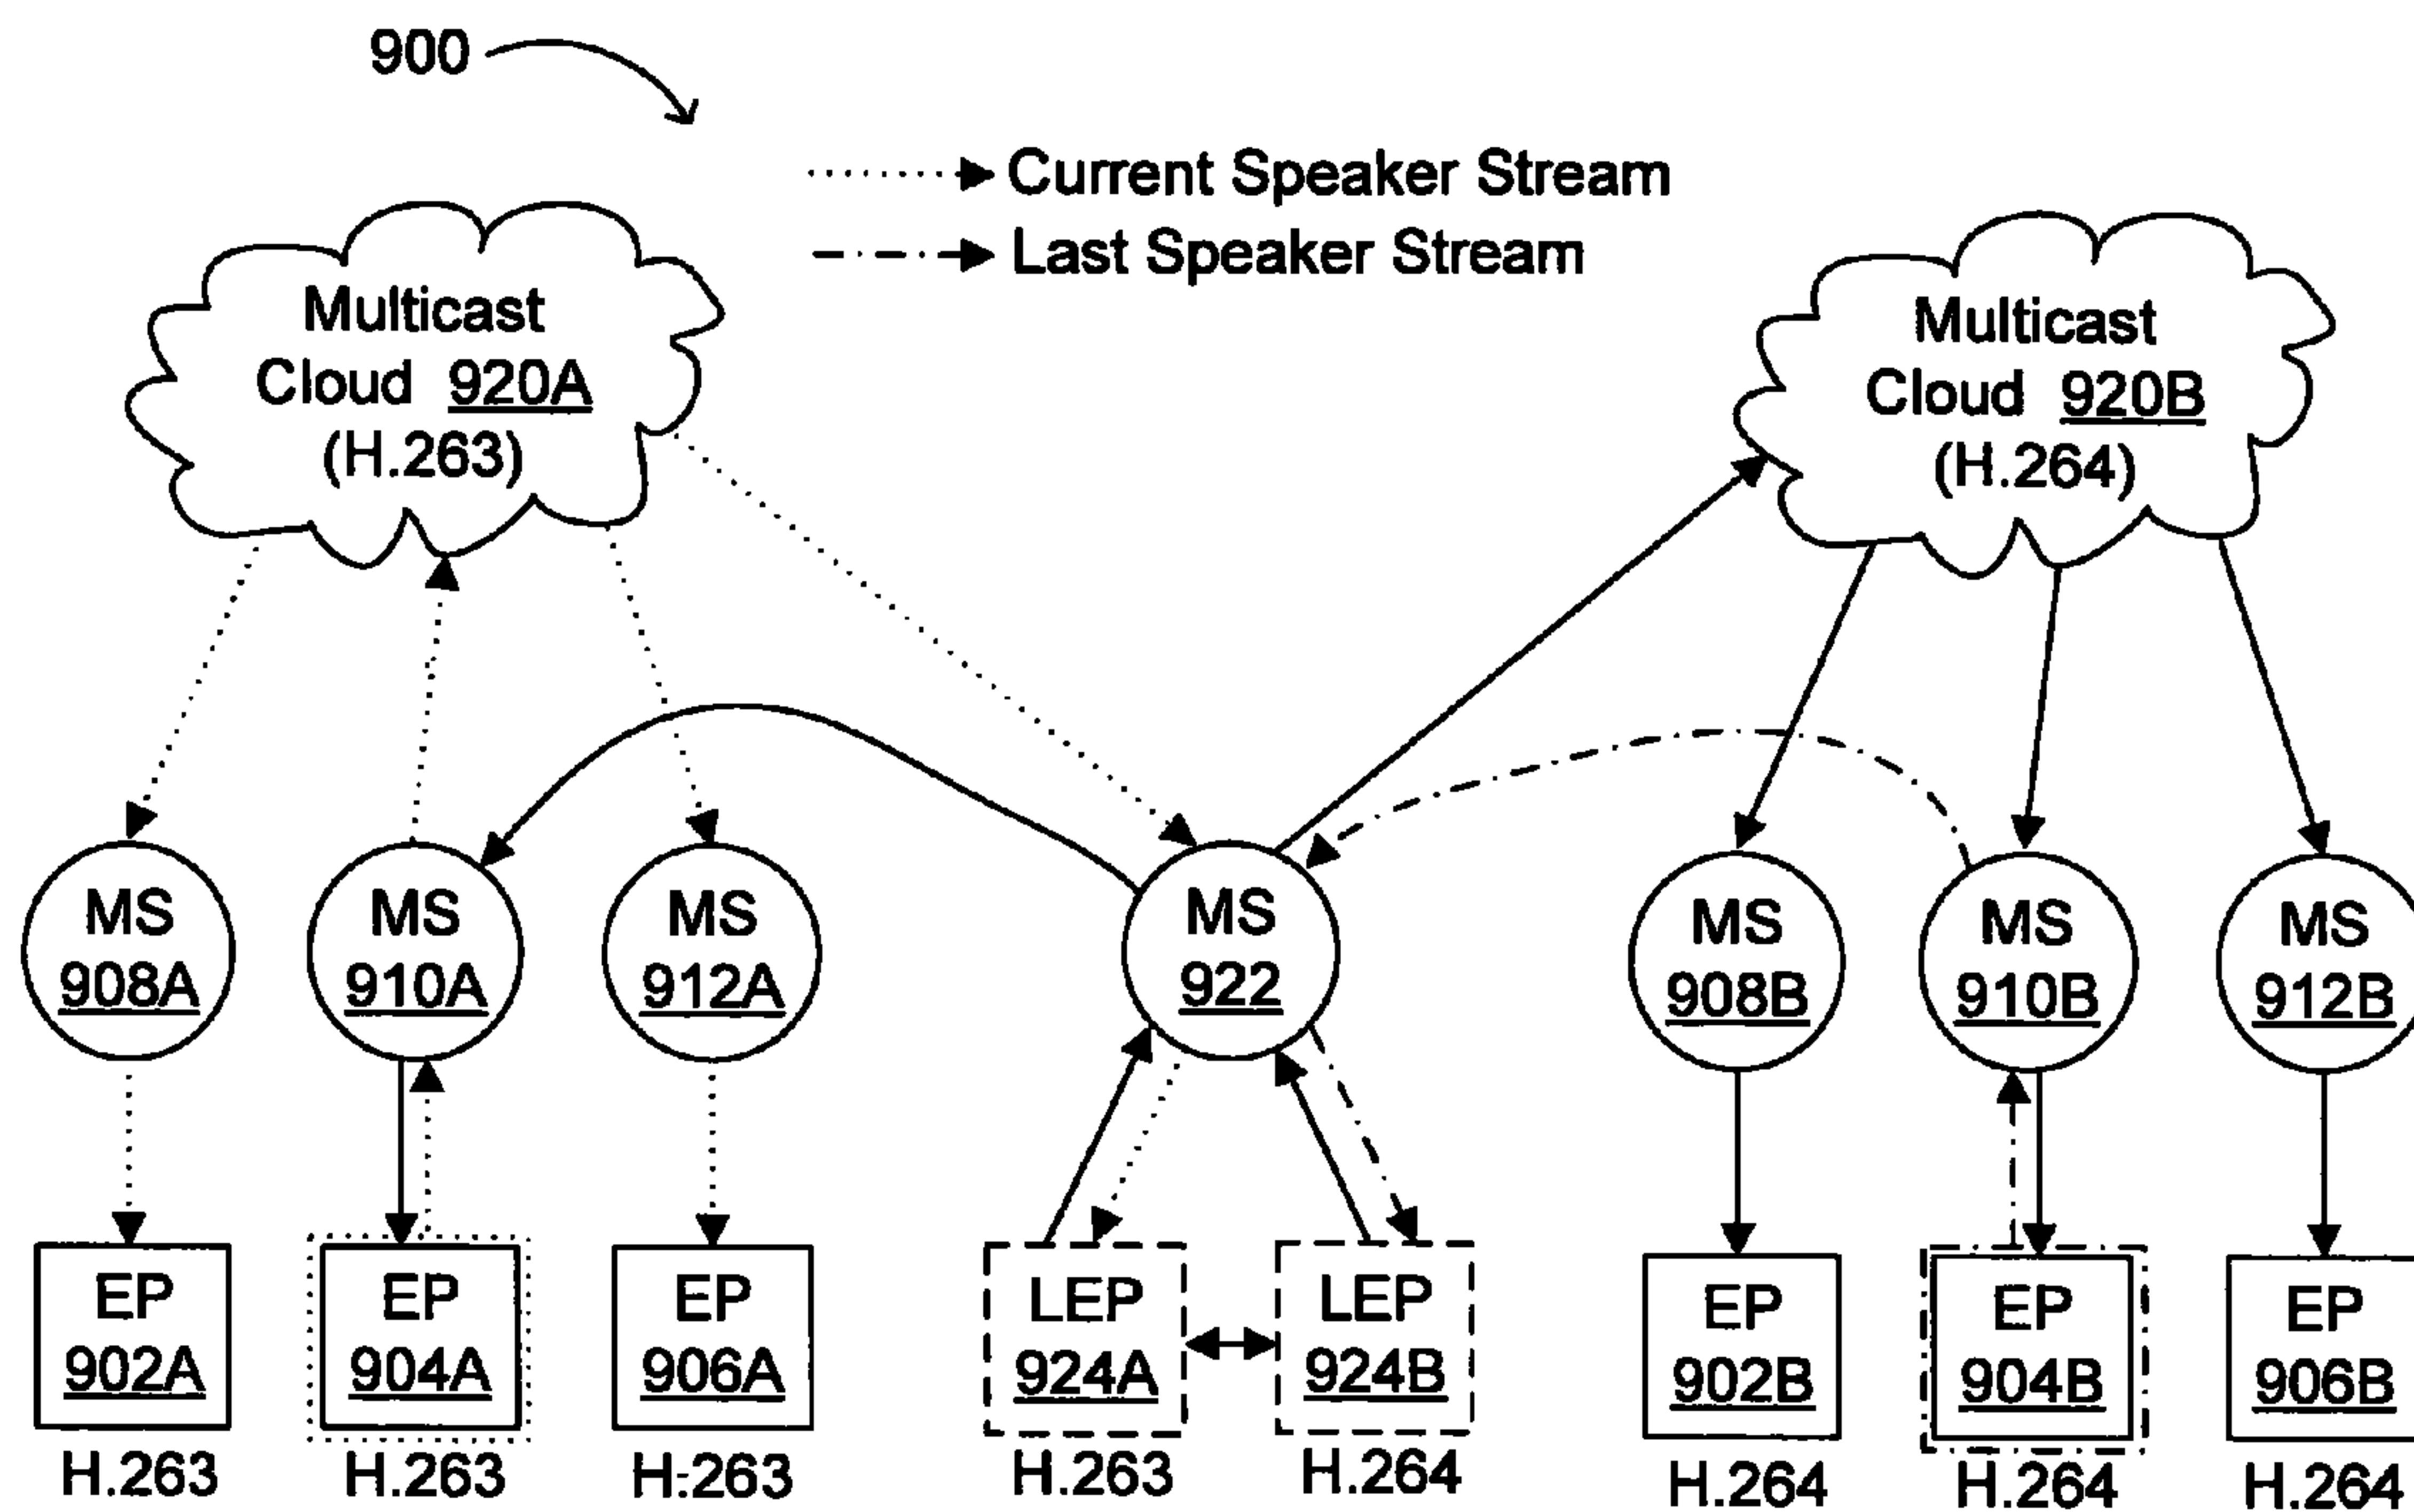 900
Current Speaker Stream
Last Speaker Stream
Multicast
Cloud 920A
(H.263)
Multicast
Cloud 920B
(H.264)
MS
908A
MS
910A
MS
912A
MS
922
MS
908B
MS
910B
MS
912B
EP
902A
EP
904A
EP
906A
LEP
924A
LEP
924B
EP
902B
EP
904B
EP
906B
H.263
H.263
H.263
H.263
H.264
H.264
H.264
H.264